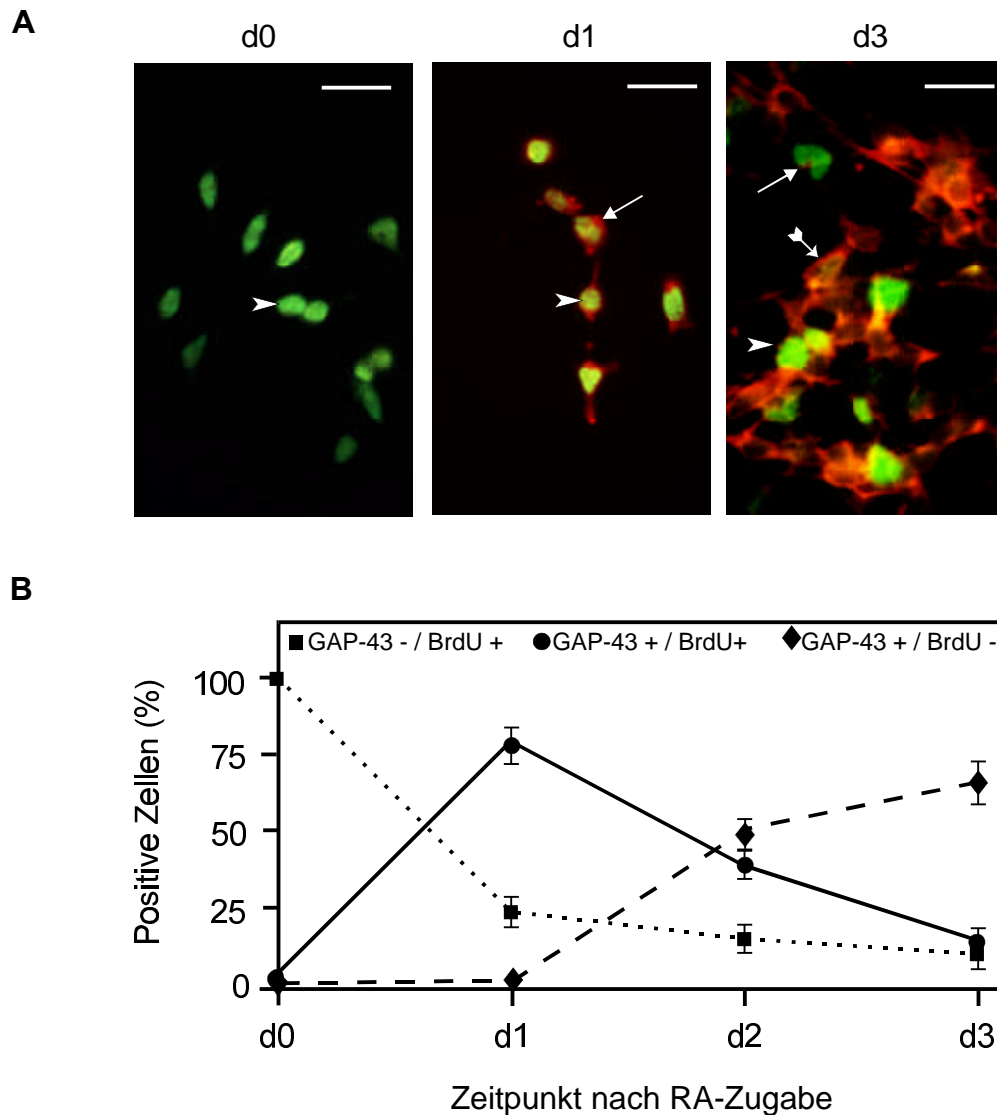 A
d0 d1 d3
B
GAP-43 - / BrdU + GAP-43 + / BrdU+ GAP-43 + / BrdU -
100
75
50
25
0
Positive Zellen (%)
d0 d1 d2 d3
Zeitpunkt nach RA-Zugabe